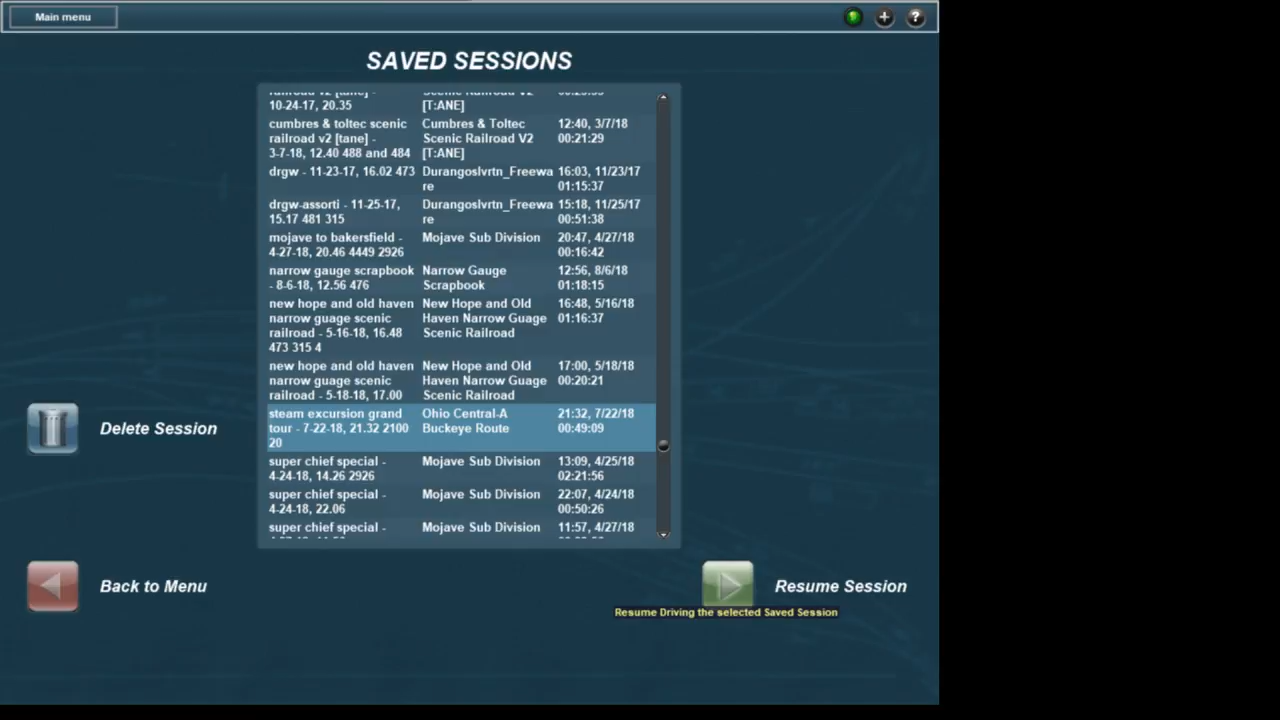 Main menu
?
SAVED SESSIONS
railroad v2 [tane] - Scenic Railroad V2
10-24-17, 20.35 [T:ANE]
cumbres & toltec scenic Cumbres & Toltec 12:40, 3/7/18
railroad v2 [tane] - Scenic Railroad V2 00:21:29
3-7-18, 12.40 488 and 484 [T:ANE]
drgw - 11-23-17, 16.02 473 Durangoslvrtn_Freewa 16:03, 11/23/17
re 01:15:37
drgw-assorti - 11-25-17, Durangoslvrtn_Freewa 15:18, 11/25/17
15.17 481 315 re 00:51:38
mojave to bakersfield - Mojave Sub Division 20:47, 4/27/18
4-27-18, 20.46 4449 2926 00:16:42
narrow gauge scrapbook Narrow Gauge 12:56, 8/6/18
- 8-6-18, 12.56 476 Scrapbook 01:18:15
new hope and old haven New Hope and Old 16:48, 5/16/18
narrow guage scenic Haven Narrow Guage 01:16:37
railroad - 5-16-18, 16.48 Scenic Railroad
473 315 4
new hope and old haven New Hope and Old 17:00, 5/18/18
narrow guage scenic Haven Narrow Guage 00:20:21
railroad - 5-18-18, 17.00 Scenic Railroad
steam excursion grand Ohio Central-A 21:32, 7/22/18
tour - 7-22-18, 21.32 2100 Buckeye Route 00:49:09
20
super chief special - Mojave Sub Division 13:09, 4/25/18
4-24-18, 14.26 2926 02:21:56
super chief special - Mojave Sub Division 22:07, 4/24/18
4-24-18, 22.06 00:50:26
super chief special - Mojave Sub Division 11:57, 4/27/18
Delete Session
Back to Menu
Resume Session
Resume Driving the selected Saved Session